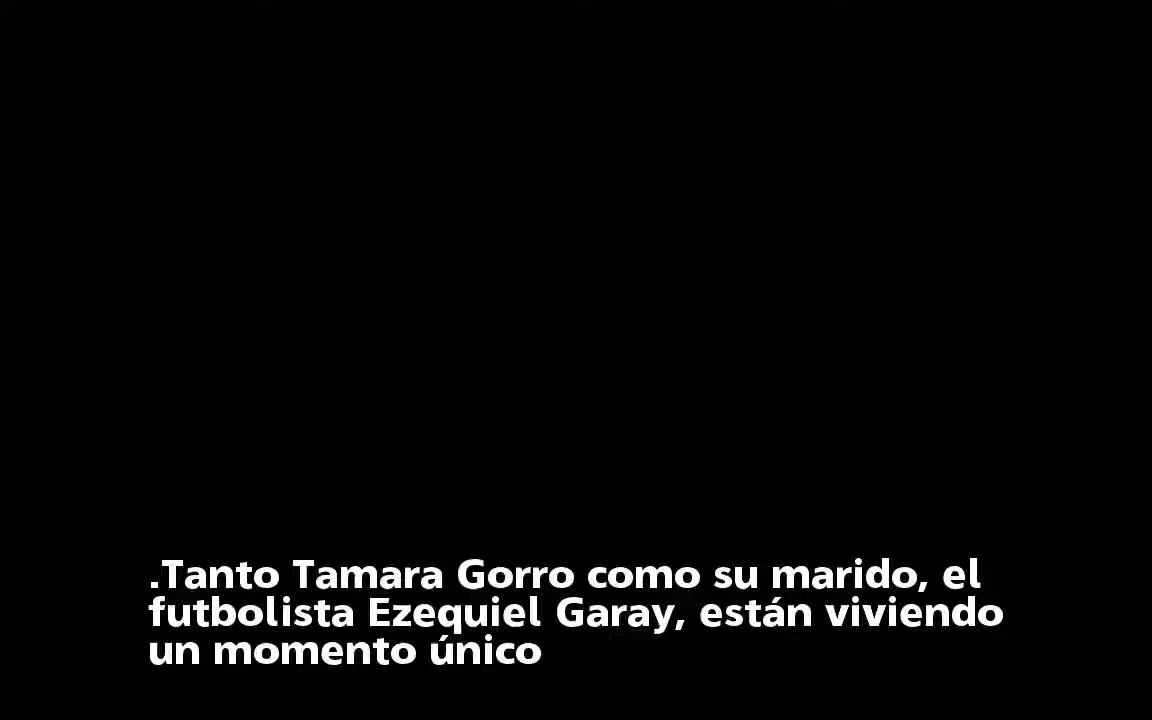 .Tanto Tamara Gorro como su marido, el
futbolista Ezequiel Garay, están viviendo
un momento único